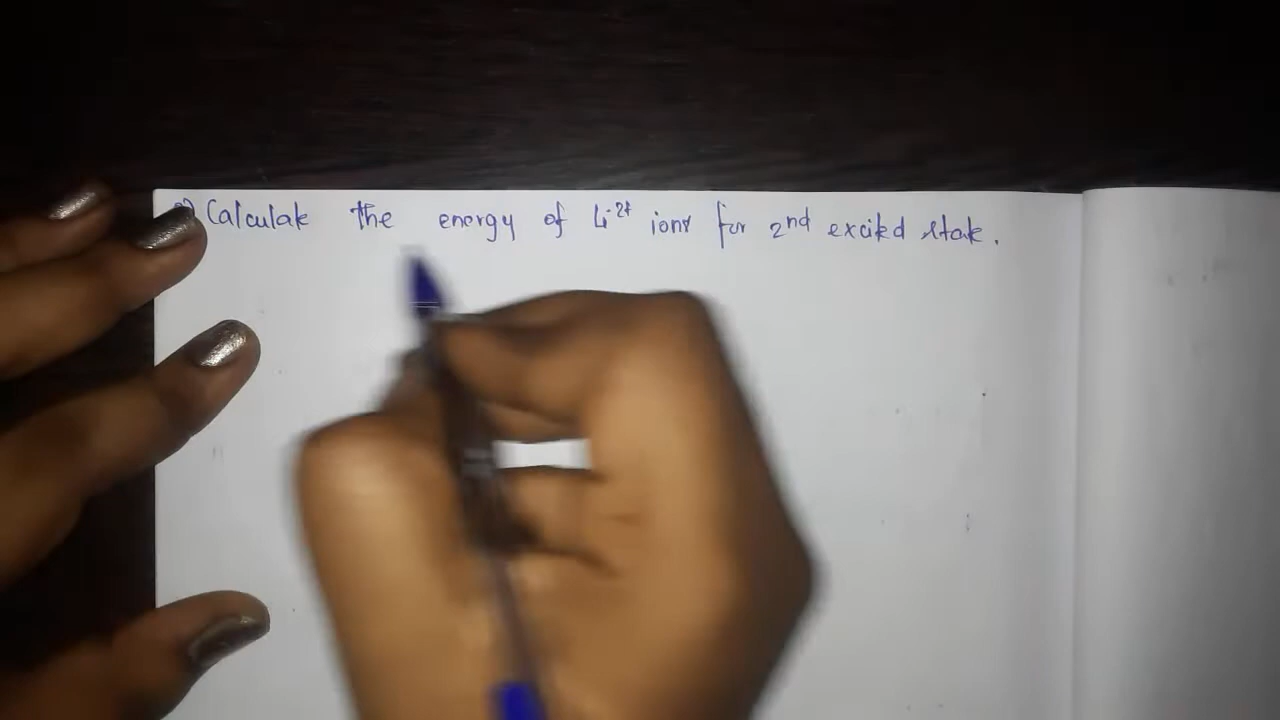 Calculate the energy of Li²⁺ ions for 2nd excited state.